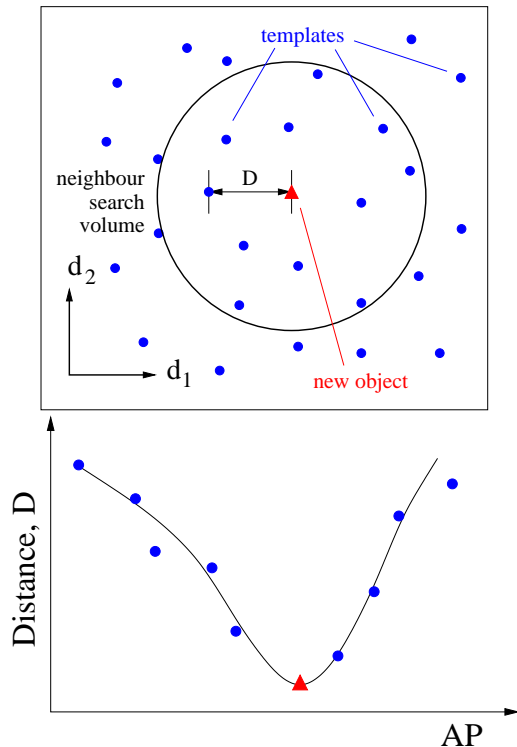 templates
neighbour
search
volume
D
d2
d1
new object
Distance, D
AP